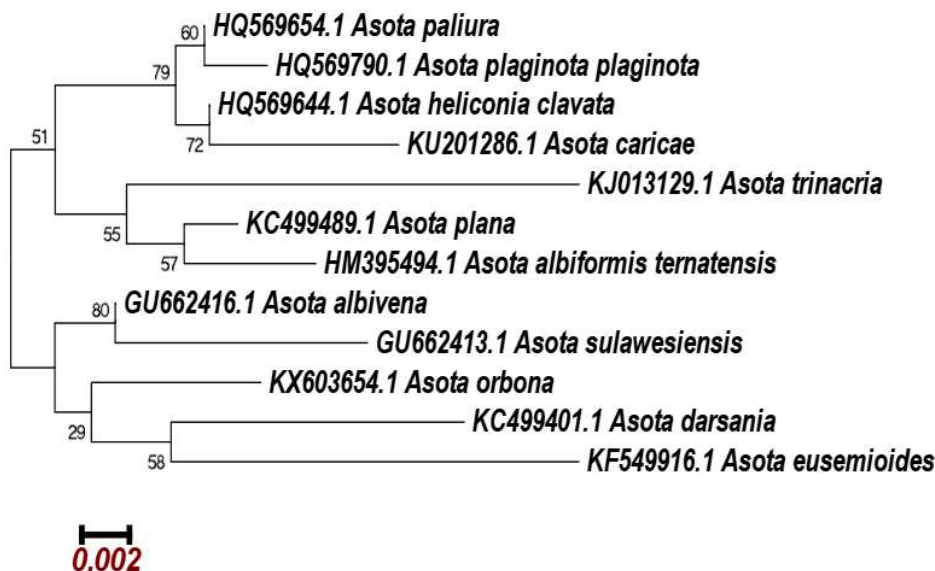 60
HQ569654.1 Asota paliura
HQ569790.1 Asota plaginota plaginota
79
HQ569644.1 Asota heliconia clavata
72
KU201286.1 Asota caricae
51
KJ013129.1 Asota trinacria
55
KC499489.1 Asota plana
57
HM395494.1 Asota albiformis ternatensis
80
GU662416.1 Asota albivena
GU662413.1 Asota sulawesiensis
KX603654.1 Asota orbona
29
KC499401.1 Asota darsania
58
KF549916.1 Asota eusemioides
0.002